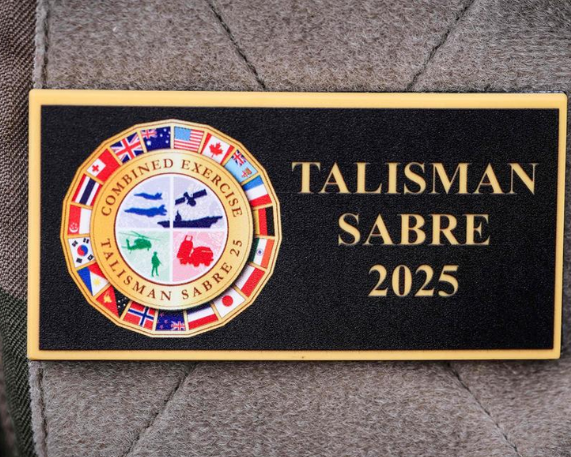 COMBINED EXERCISE
TALISMAN SABRE 25
TALISMAN
SABRE
2025